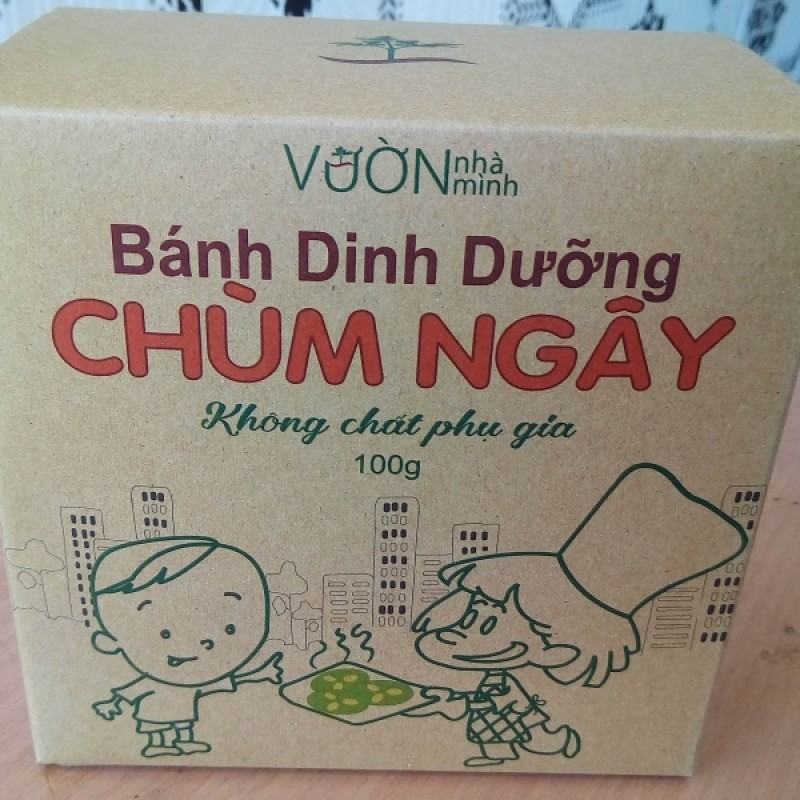 VƯỜN nhà mình
Bánh Dinh Dưỡng
CHÙM NGÂY
Không chất phụ gia
100g